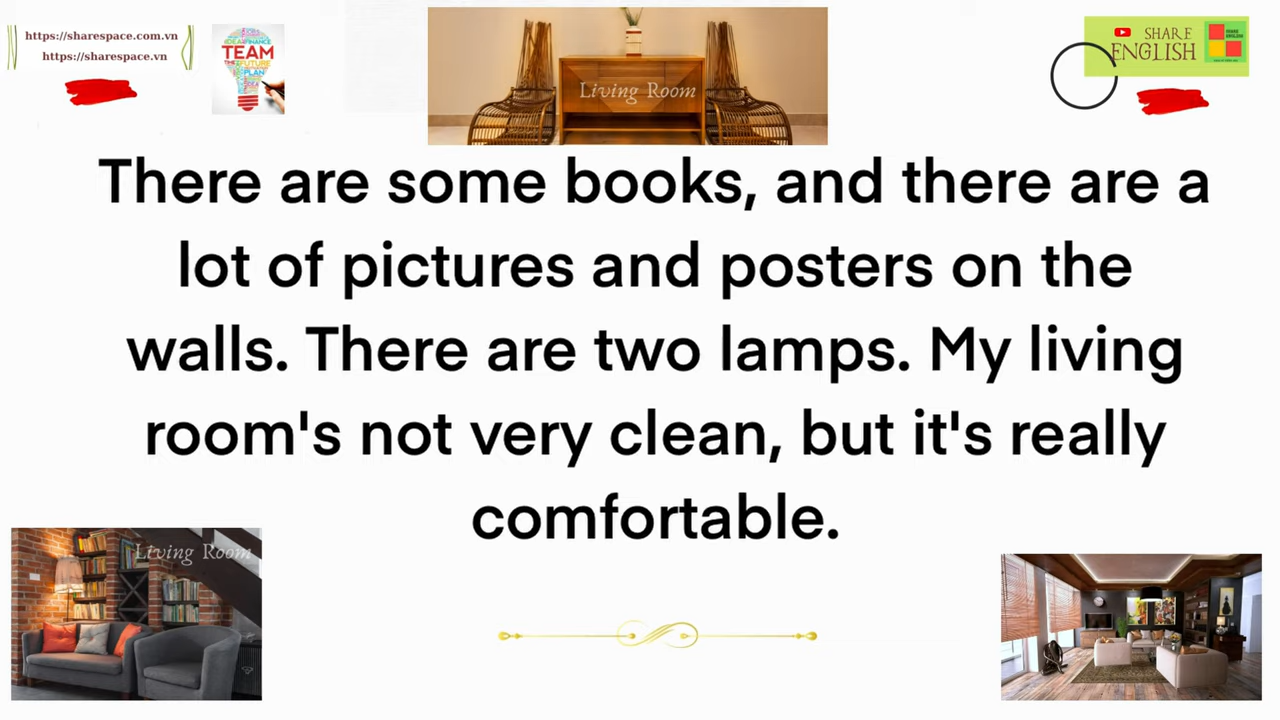 https://sharespace.com.vn
https://sharespace.vn
TEAM
FUTURE
PLAN
Living Room
SHARE
ENGLISH
There are some books, and there are a
lot of pictures and posters on the
walls. There are two lamps. My living
room's not very clean, but it's really
comfortable.
Living Room